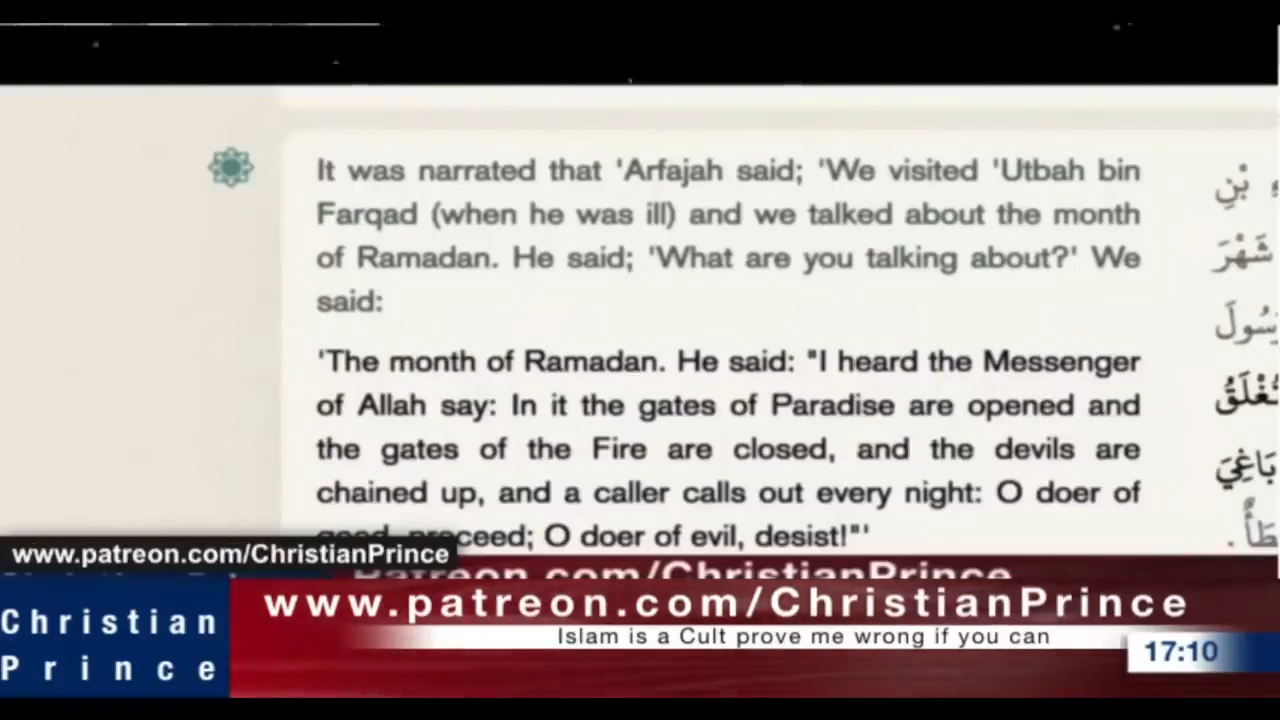 It was narrated that 'Arfajah said; 'We visited 'Utbah bin
Farqad (when he was ill) and we talked about the month
of Ramadan. He said; 'What are you talking about?' We
said:
'The month of Ramadan. He said: "I heard the Messenger
of Allah say: In it the gates of Paradise are opened and
the gates of the Fire are closed, and the devils are
chained up, and a caller calls out every night: O doer of
good, proceed; O doer of evil, desist!"'
بْنِ
شَهْرَ
www.patreon.com/ChristianPrince
Patreon.com/ChristianPrince
www.patreon.com/ChristianPrince
Islam is a Cult prove me wrong if you can
Christian
Prince
17:10